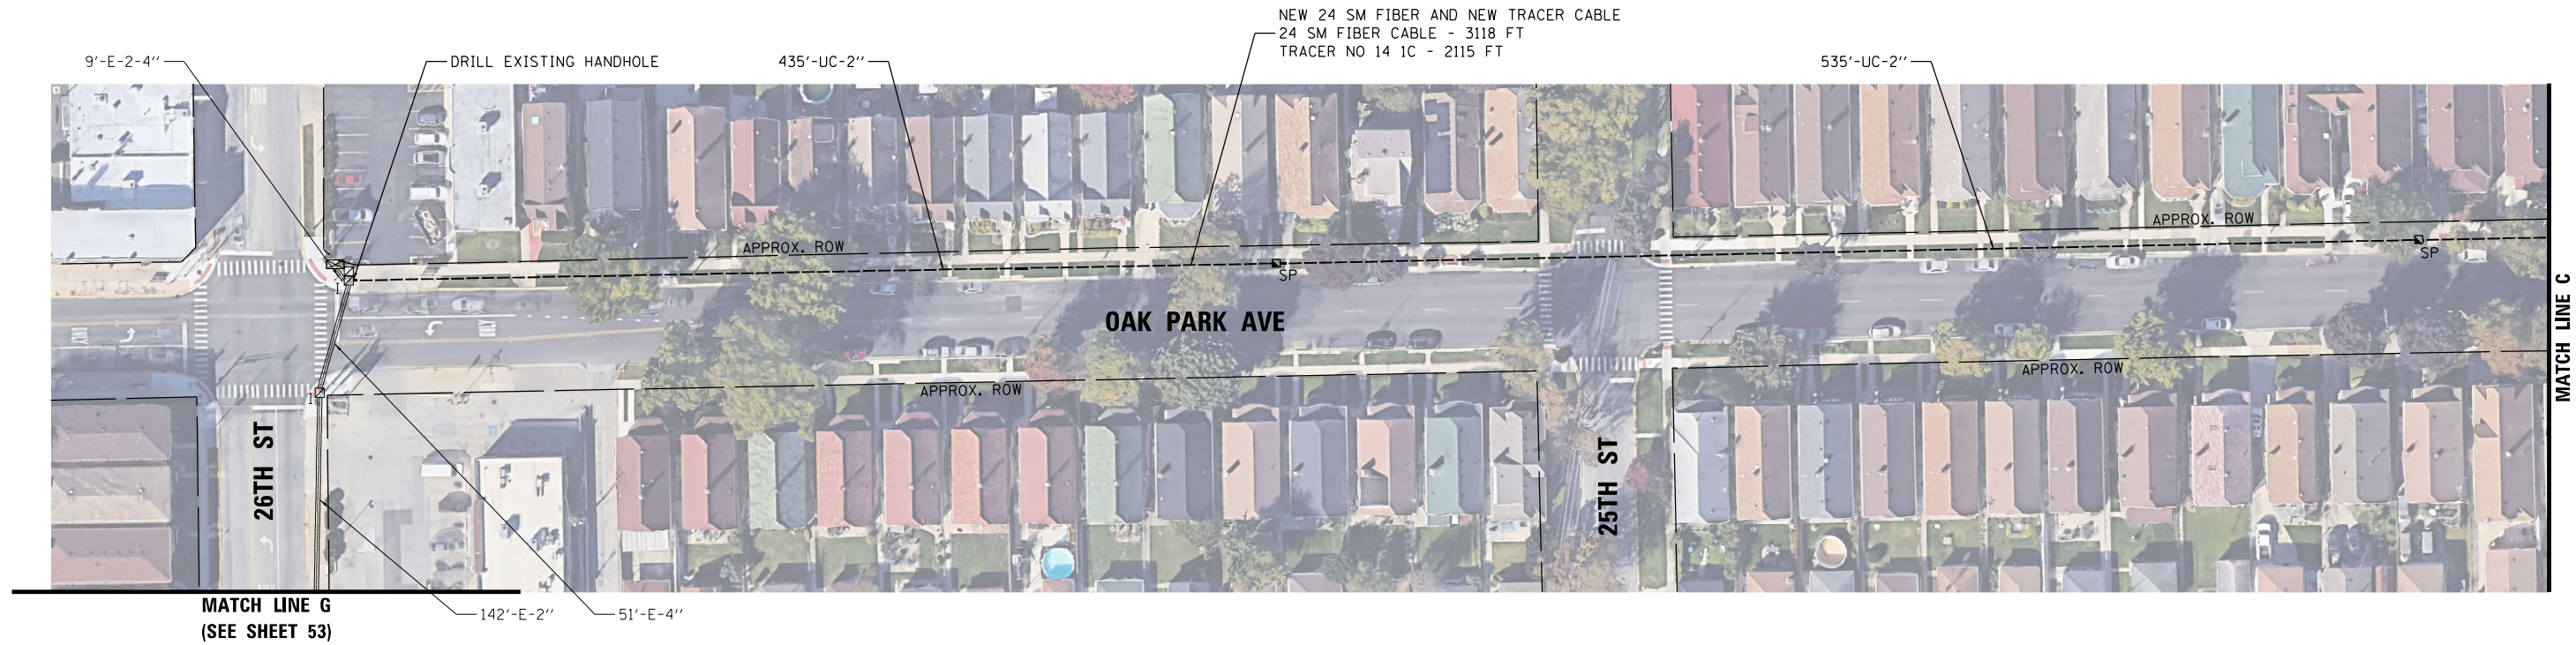 NEW 24 SM FIBER AND NEW TRACER CABLE
24 SM FIBER CABLE - 3118 FT
TRACER NO 14 1C - 2115 FT
9'-E-2-4''
DRILL EXISTING HANDHOLE
435'-UC-2''
535'-UC-2''
ONLY
APPROX. ROW
APPROX. ROW
SP
SP
I
OAK PARK AVE
ONLY
ONLY
MATCH LINE C
APPROX. ROW
APPROX. ROW
I
26TH ST
25TH ST
MATCH LINE G
(SEE SHEET 53)
142'-E-2''
51'-E-4''